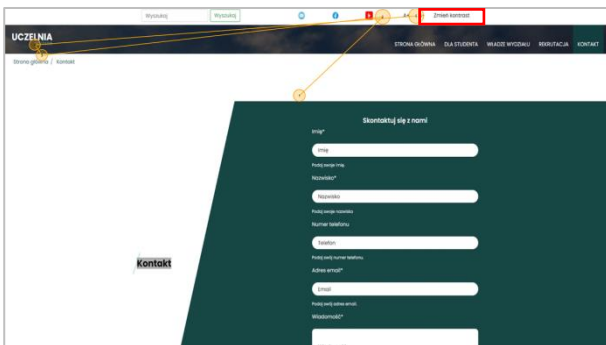 Wyszukaj Wyszukaj Zmień kontrast
UCZELNIA
STRONA GŁÓWNA DLA STUDENTA WŁADZE WYDZIAŁU REKRUTACJA KONTAKT
Strona główna / Kontakt
Skontaktuj się z nami
Imię*
Imię
Podaj swoje imię
Nazwisko*
Nazwisko
Podaj swoje nazwisko
Numer telefonu
Telefon
Podaj swój numer telefonu
Adres email*
Kontakt
Email
Podaj swój adres email
Wiadomość*